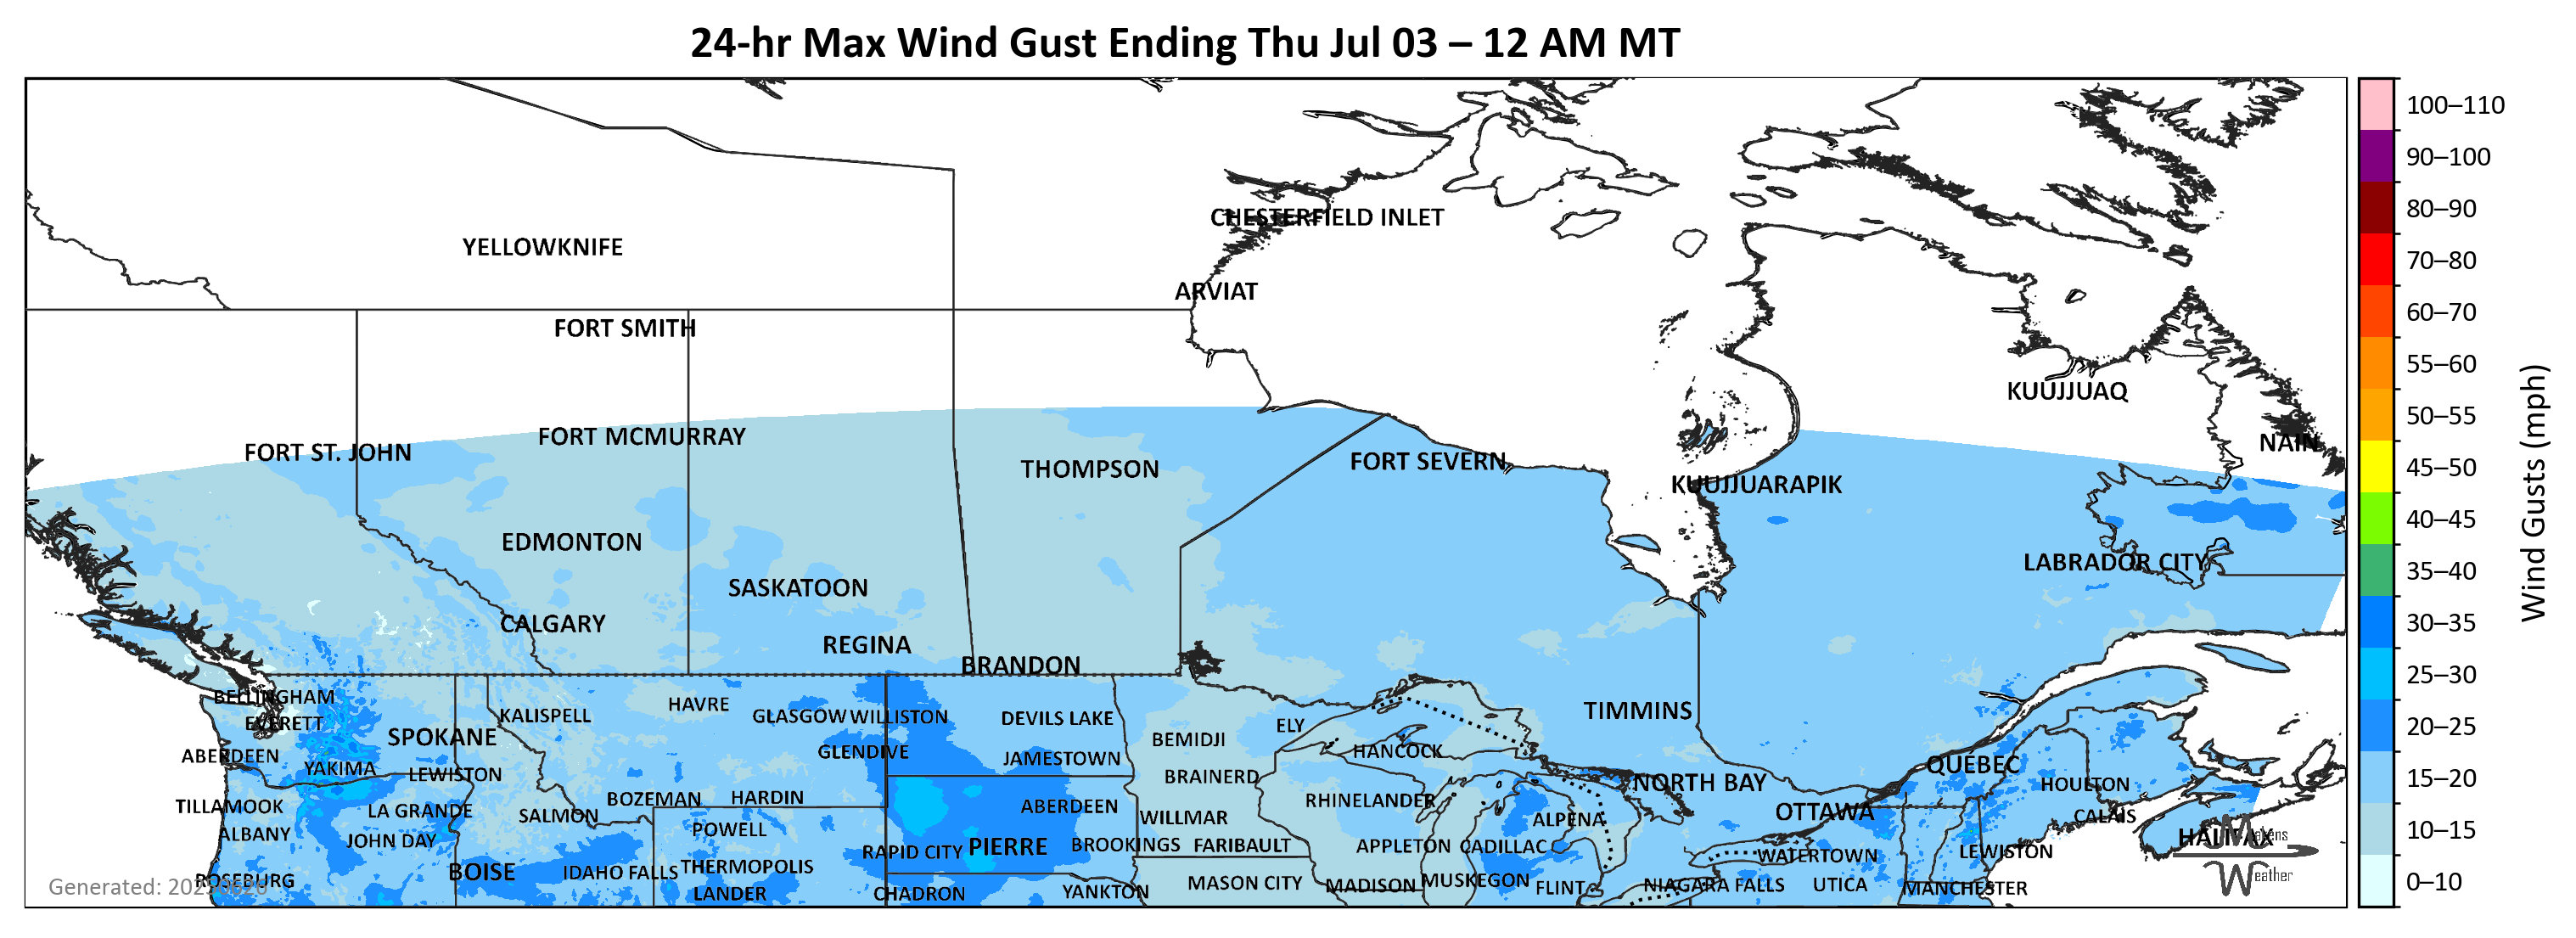 24-hr Max Wind Gust Ending Thu Jul 03 – 12 AM MT
100–110
90–100
80–90
70–80
60–70
55–60
50–55
45–50
40–45
35–40
30–35
25–30
20–25
15–20
10–15
0–10
Wind Gusts (mph)
CHESTERFIELD INLET
YELLOWKNIFE
ARVIAT
FORT SMITH
KUUJJUAQ
FORT MCMURRAY
NAIN
FORT ST. JOHN
FORT SEVERN
THOMPSON
KUUJJUARAPIK
EDMONTON
LABRADOR CITY
SASKATOON
CALGARY
REGINA
BRANDON
BELLINGHAM
HAVRE
TIMMINS
KALISPELL
GLASGOW
WILLISTON
DEVILS LAKE
EVERETT
ELY
SPOKANE
BEMIDJI
ABERDEEN
GLENDIVE
JAMESTOWN
HANCOCK
QUEBEC
YAKIMA
LEWISTON
BRAINERD
NORTH BAY
HOULTON
TILLAMOOK
LA GRANDE
BOZEMAN
HARDIN
ABERDEEN
RHINELANDER
OTTAWA
SALMON
WILLMAR
ALPENA
CALAIS
ALBANY
JOHN DAY
POWELL
HALIFAX
Makens
Weather
RAPID CITY
PIERRE
BROOKINGS
FARIBAULT
APPLETON
CADILLAC
WATERTOWN
LEWISTON
BOISE
IDAHO FALLS
THERMOPOLIS
ROSEBURG
MASON CITY
MADISON
MUSKEGON
FLINT
NIAGARA FALLS
UTICA
MANCHESTER
LANDER
CHADRON
YANKTON
Generated: